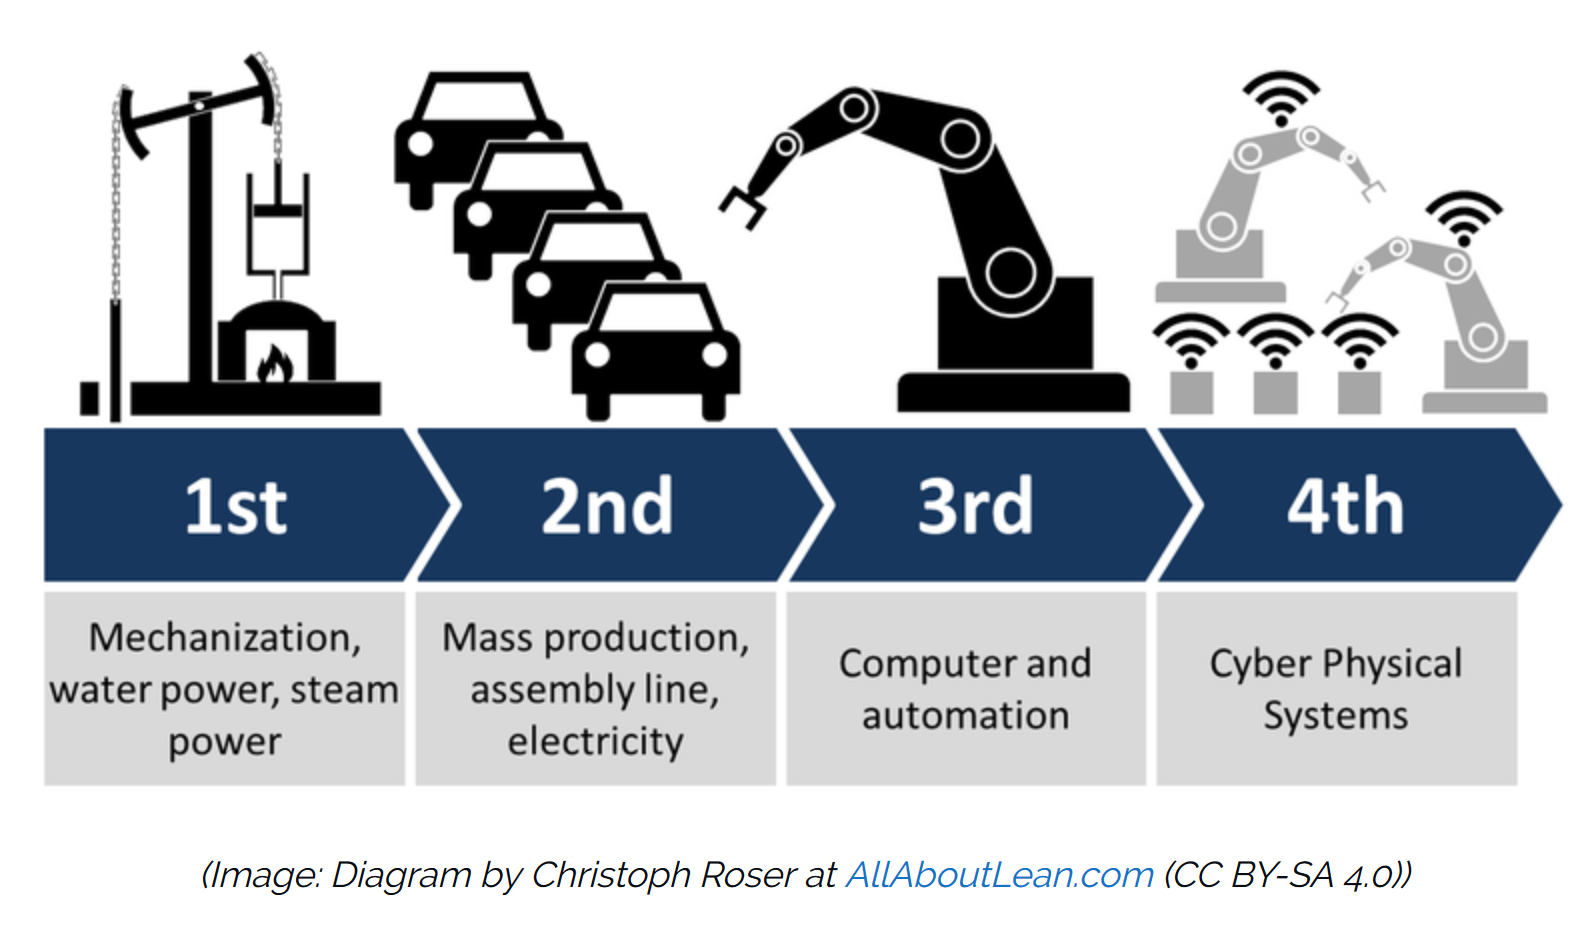 1st
2nd
3rd
4th
Mechanization,
water power, steam
power
Mass production,
assembly line,
electricity
Computer and
automation
Cyber Physical
Systems
(Image: Diagram by Christoph Roser at AllAboutLean.com (CC BY-SA 4.0))